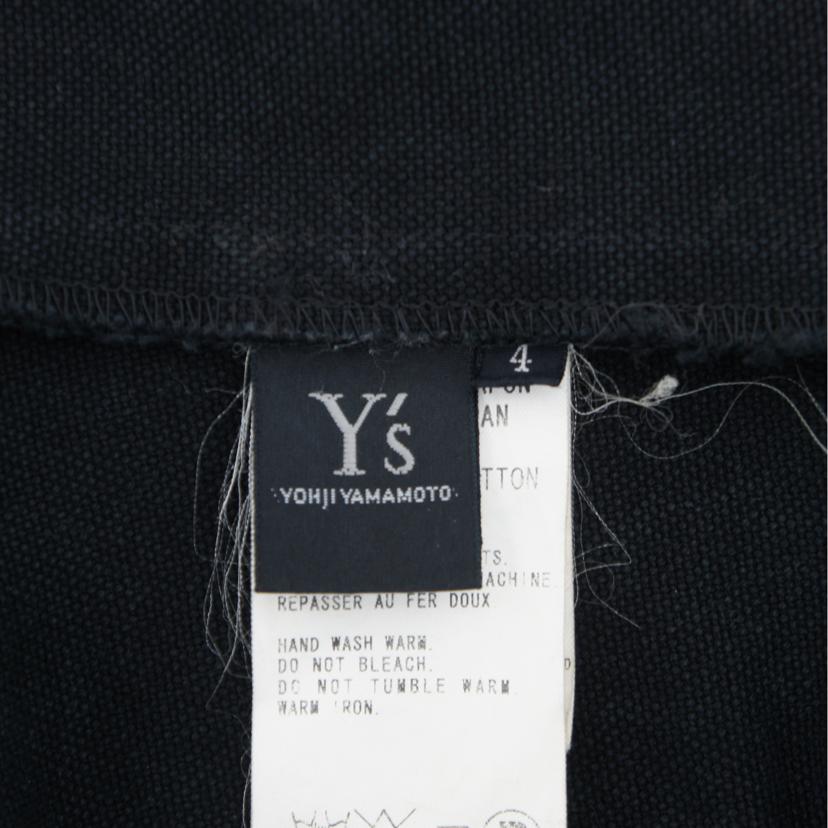 4
Y's
YOHJI YAMAMOTO
AN
TTON
TS.
ACHINE.
REPASSER AU FER DOUX
HAND WASH WARM.
DO NOT BLEACH.
DO NOT TUMBLE WARM.
WARM IRON.